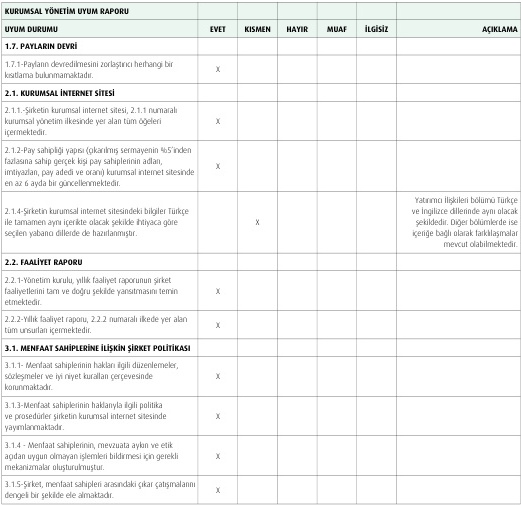 KURUMSAL YÖNETİM UYUM RAPORU
UYUM DURUMU EVET KISMEN HAYIR MUAF İLGİSİZ AÇIKLAMA
1.7. PAYLARIN DEVRİ
1.7.1-Payların devredilmesini zorlaştırıcı herhangi bir
kısıtlama bulunmamaktadır.
X
2.1. KURUMSAL İNTERNET SİTESİ
2.1.1.-Şirketin kurumsal internet sitesi, 2.1.1 numaralı
kurumsal yönetim ilkesinde yer alan tüm öğeleri
içermektedir.
X
2.1.2-Pay sahipliği yapısı (çıkarılmış sermayenin %5'inden
fazlasına sahip gerçek kişi pay sahiplerinin adları,
imtiyazları, pay adedi ve oranı) kurumsal internet sitesinde
en az 6 ayda bir güncellenmektedir.
X
2.1.4-Şirketin kurumsal internet sitesindeki bilgiler Türkçe
ile tamamen aynı içerikte olacak şekilde ihtiyaca göre
seçilen yabancı dillerde de hazırlanmıştır.
X
Yatırımcı İlişkileri bölümü Türkçe
ve İngilizce dillerinde aynı olacak
şekildedir. Diğer bölümlerde ise
içeriğe bağlı olarak farklılaşmalar
mevcut olabilmektedir.
2.2. FAALİYET RAPORU
2.2.1-Yönetim kurulu, yıllık faaliyet raporunun şirket
faaliyetlerini tam ve doğru şekilde yansıtmasını temin
etmektedir.
X
2.2.2-Yıllık faaliyet raporu, 2.2.2 numaralı ilkede yer alan
tüm unsurları içermektedir.
X
3.1. MENFAAT SAHİPLERİNE İLİŞKİN ŞİRKET POLİTİKASI
3.1.1- Menfaat sahiplerinin hakları ilgili düzenlemeler,
sözleşmeler ve iyi niyet kuralları çerçevesinde
korunmaktadır.
X
3.1.3-Menfaat sahiplerinin haklarıyla ilgili politika
ve prosedürler şirketin kurumsal internet sitesinde
yayımlanmaktadır.
X
3.1.4 - Menfaat sahiplerinin, mevzuata aykırı ve etik
açıdan uygun olmayan işlemleri bildirmesi için gerekli
mekanizmalar oluşturulmuştur.
X
3.1.5-Şirket, menfaat sahipleri arasındaki çıkar çatışmalarını
dengeli bir şekilde ele almaktadır.
X